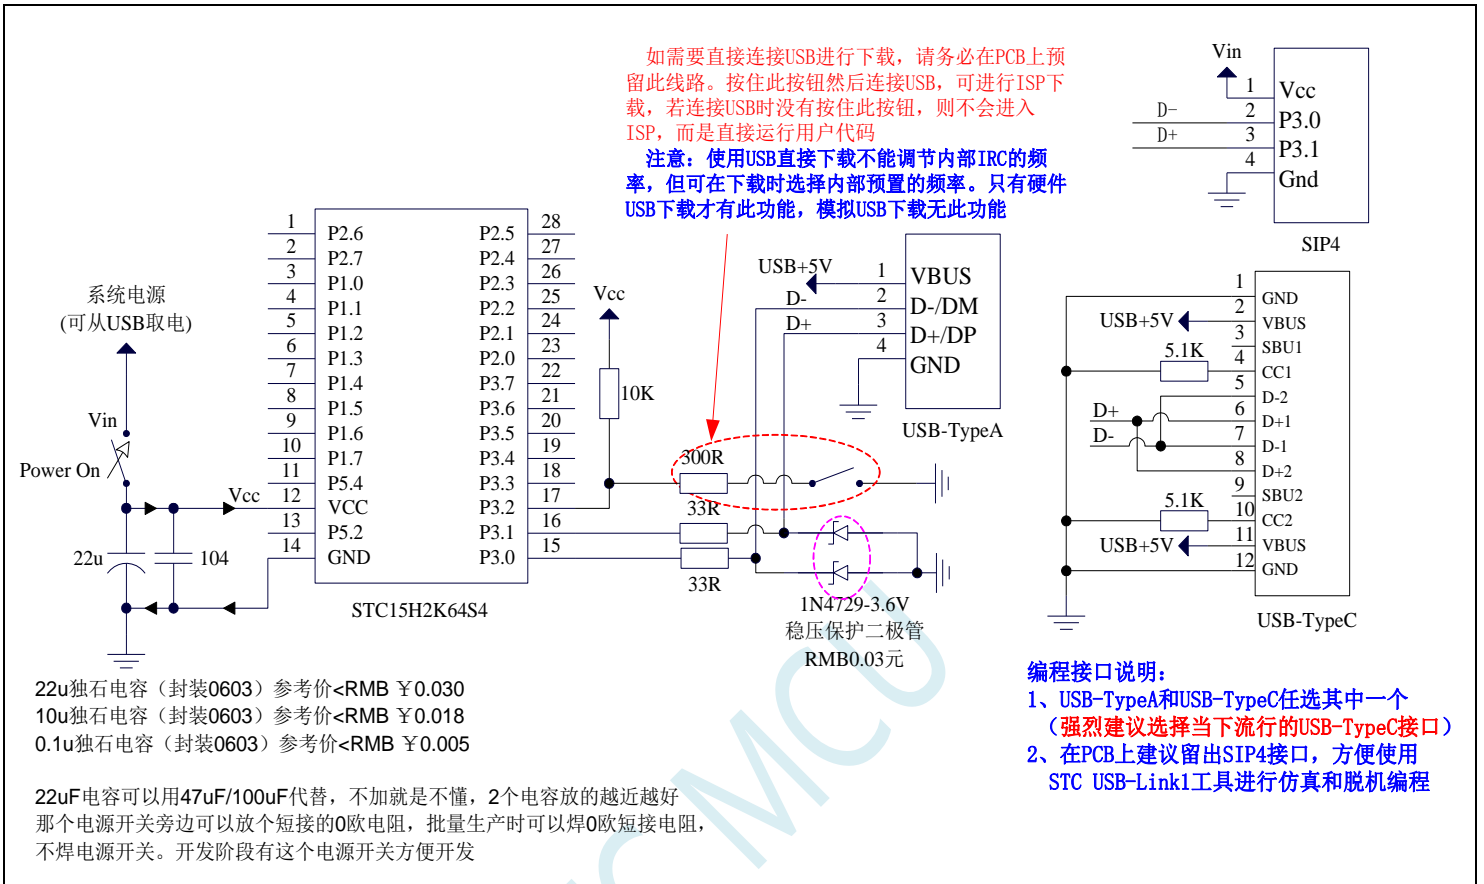 如需要直接连接USB进行下载，请务必在PCB上预
留此线路。按住此按钮然后连接USB，可进行ISP下
载，若连接USB时没有按住此按钮，则不会进入
ISP，而是直接运行用户代码
注意：使用USB直接下载不能调节内部IRC的频
率，但可在下载时选择内部预置的频率。只有硬件
USB下载才有此功能，模拟USB下载无此功能
Vin
1 Vcc
D- 2 P3.0
D+ 3 P3.1
4 Gnd
SIP4
系统电源
(可从USB取电)
Vin
Power On
Vcc
22u
104
1 P2.6
2 P2.7
3 P1.0
4 P1.1
5 P1.2
6 P1.3
7 P1.4
8 P1.5
9 P1.6
10 P1.7
11 P5.4
12 VCC
13 P5.2
14 GND
P2.5 28
P2.4 27
P2.3 26
P2.2 25
P2.1 24
P2.0 23
P3.7 22
P3.6 21
P3.5 20
P3.4 19
P3.3 18
P3.2 17
P3.1 16
P3.0 15
STC15H2K64S4
Vcc
10K
300R
33R
33R
USB+5V 1 VBUS
D- 2 D-/DM
D+ 3 D+/DP
4 GND
USB-TypeA
1N4729-3.6V
稳压保护二极管
RMB0.03元
1 GND
USB+5V 2 VBUS
3 SBU1
5.1K 4 CC1
5 D-2
D+ 6 D+1
D- 7 D-1
8 D+2
9 SBU2
5.1K 10 CC2
USB+5V 11 VBUS
12 GND
USB-TypeC
22u独石电容（封装0603）参考价<RMB ￥0.030
10u独石电容（封装0603）参考价<RMB ￥0.018
0.1u独石电容（封装0603）参考价<RMB ￥0.005
22uF电容可以用47uF/100uF代替，不加就是不懂，2个电容放的越近越好
那个电源开关旁边可以放个短接的0欧电阻，批量生产时可以焊0欧短接电阻，
不焊电源开关。开发阶段有这个电源开关方便开发
编程接口说明：
1、USB-TypeA和USB-TypeC任选其中一个
（强烈建议选择当下流行的USB-TypeC接口）
2、在PCB上建议留出SIP4接口，方便使用
STC USB-Link1工具进行仿真和脱机编程
MCU